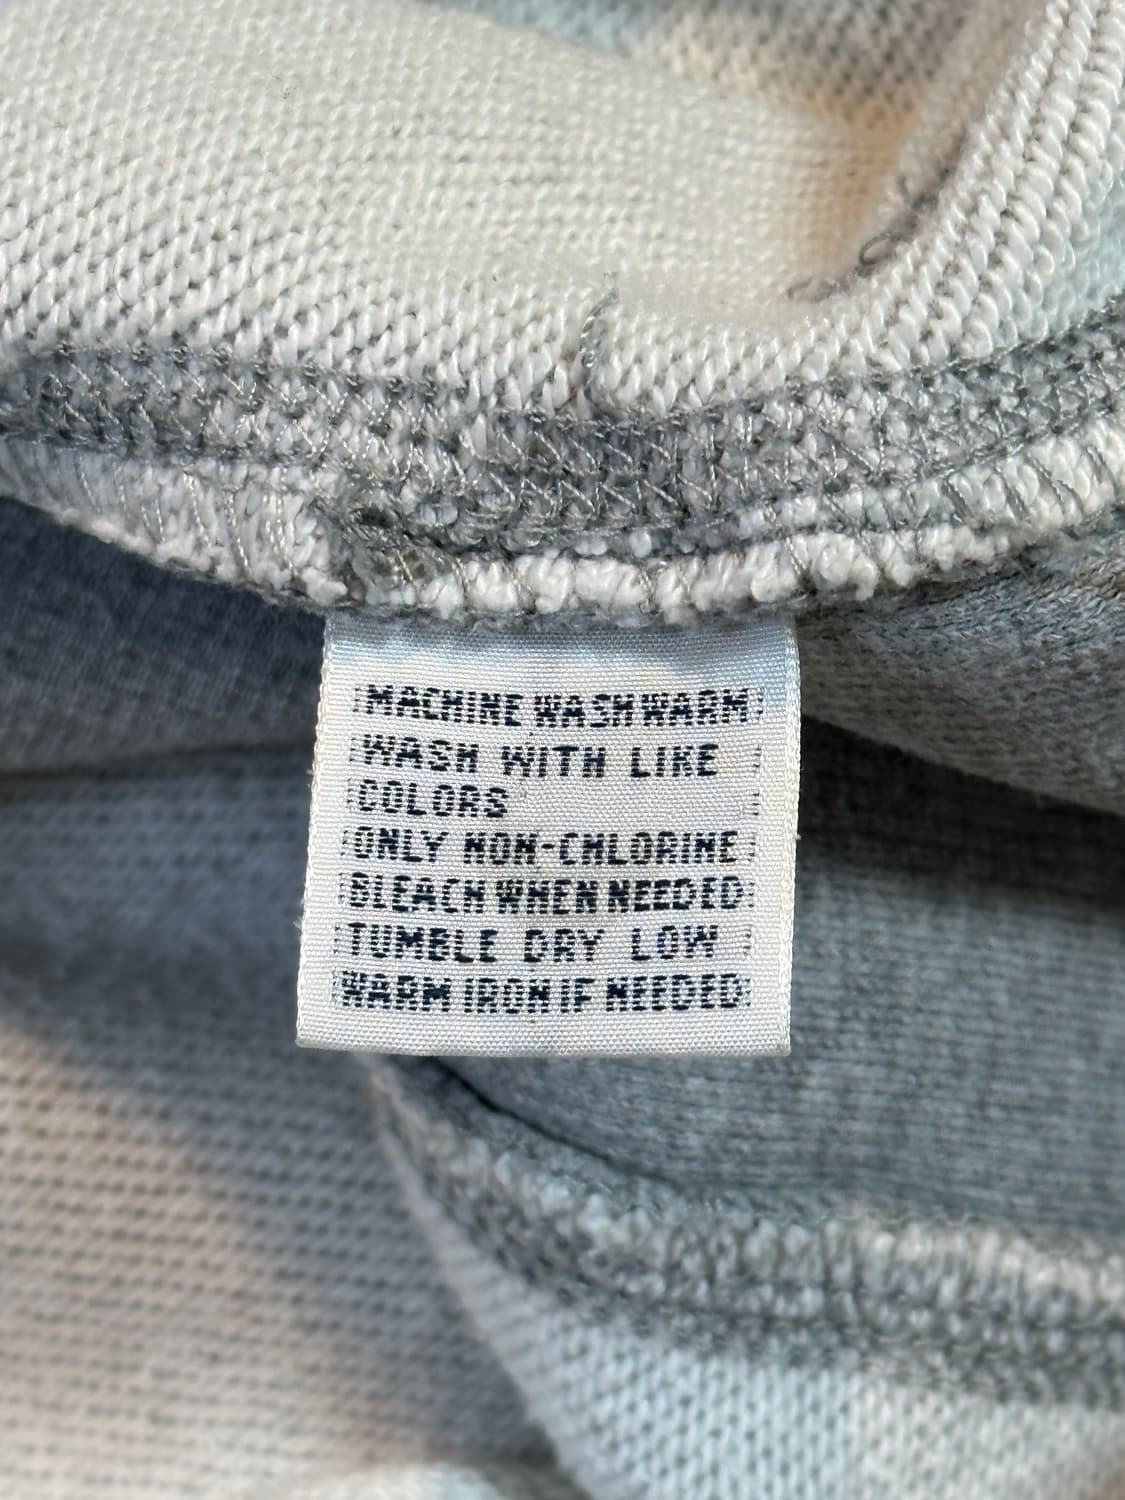 MACHINE WASH WARM
WASH WITH LIKE
COLORS
ONLY NON-CHLORINE
BLEACH WHEN NEEDED
TUMBLE DRY LOW
WARM IRON IF NEEDED